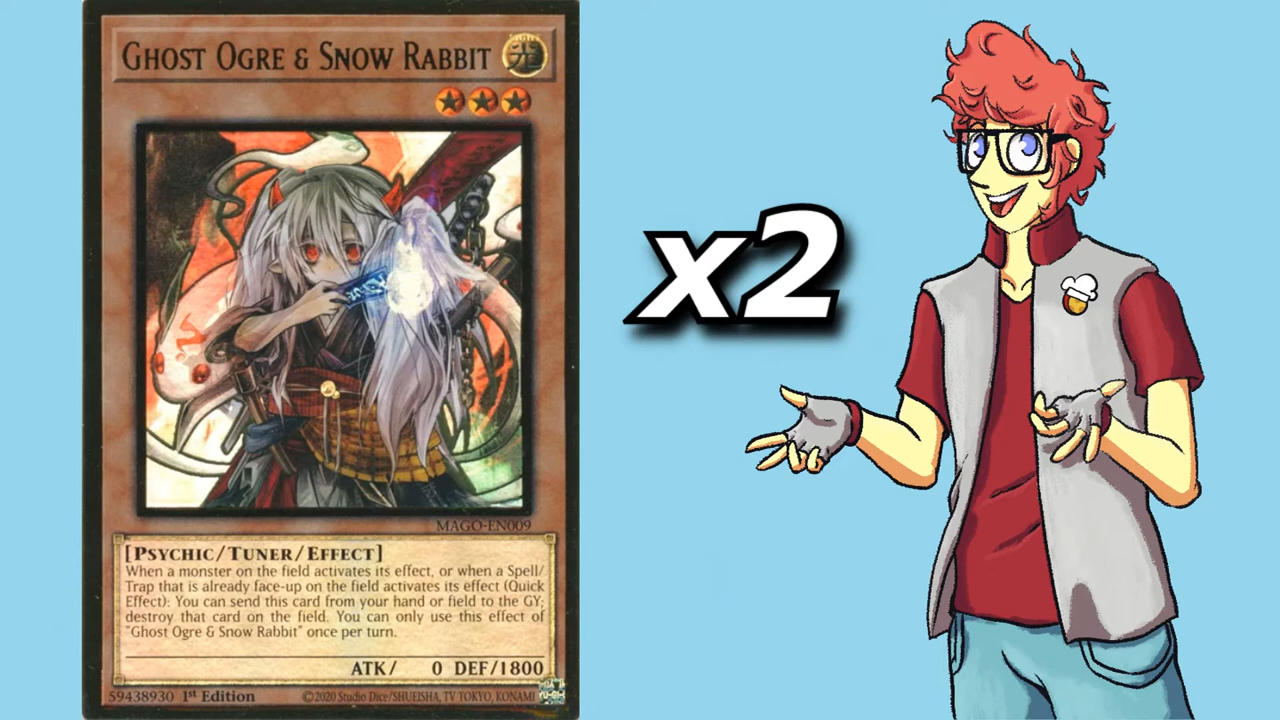 GHOST OGRE & SNOW RABBIT
光
x2
MAGO-EN009
[PSYCHIC/TUNER/EFFECT]
When a monster on the field activates its effect, or when a Spell/
Trap that is already face-up on the field activates its effect (Quick
Effect): You can send this card from your hand or field to the GY;
destroy that card on the field. You can only use this effect of
"Ghost Ogre & Snow Rabbit" once per turn.
ATK/ 0 DEF/1800
59438930 1st Edition ©2020 Studio Dice/SHUEISHA, TV TOKYO, KONAMI